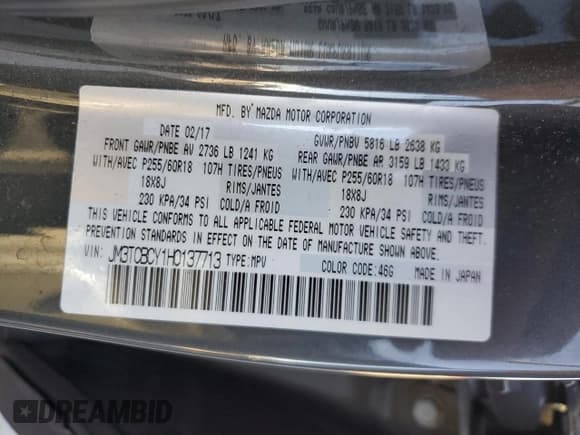 MFD. BY MAZDA MOTOR CORPORATION
DATE 02/17 GVWR/PNBV 5816 LB 2638 KG
FRONT GAWR/PNBE AV 2736 LB 1241 KG REAR GAWR/PNBE AR 3159 LB 1433 KG
WITH/AVEC P255/60R18 107H TIRES/PNEUS WITH/AVEC P255/60R18 107H TIRES/PNEUS
18X8J RIMS/JANTES 18X8J RIMS/JANTES
230 KPA/34 PSI COLD/A FROID 230 KPA/34 PSI COLD/A FROID
THIS VEHICLE CONFORMS TO ALL APPLICABLE FEDERAL MOTOR VEHICLE SAFETY AND THEFT
PREVENTION STANDARDS IN EFFECT ON THE DATE OF MANUFACTURE SHOWN ABOVE.
VIN: JM3TCBCY1H0137713 TYPE:MPV COLOR CODE:46G MADE IN JAPAN
DREAMBID